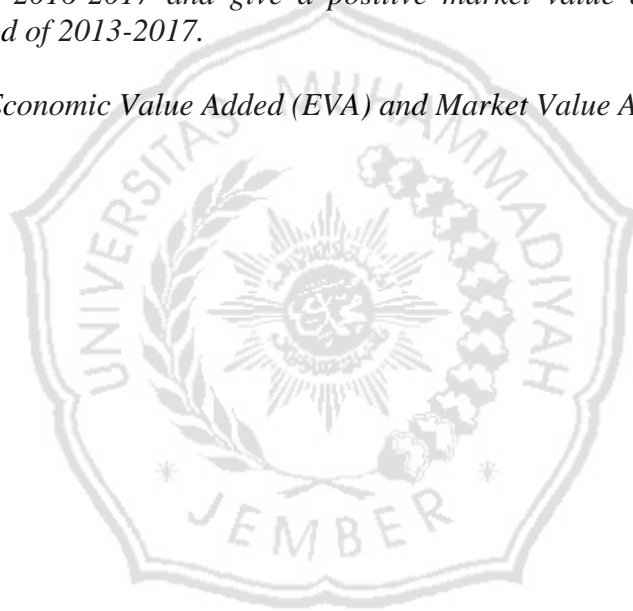 2016-2017 and give a positive market value
d of 2013-2017.
Economic Value Added (EVA) and Market Value A
UNIVERSITAS MUHAMMADIYAH
* JEMBER *